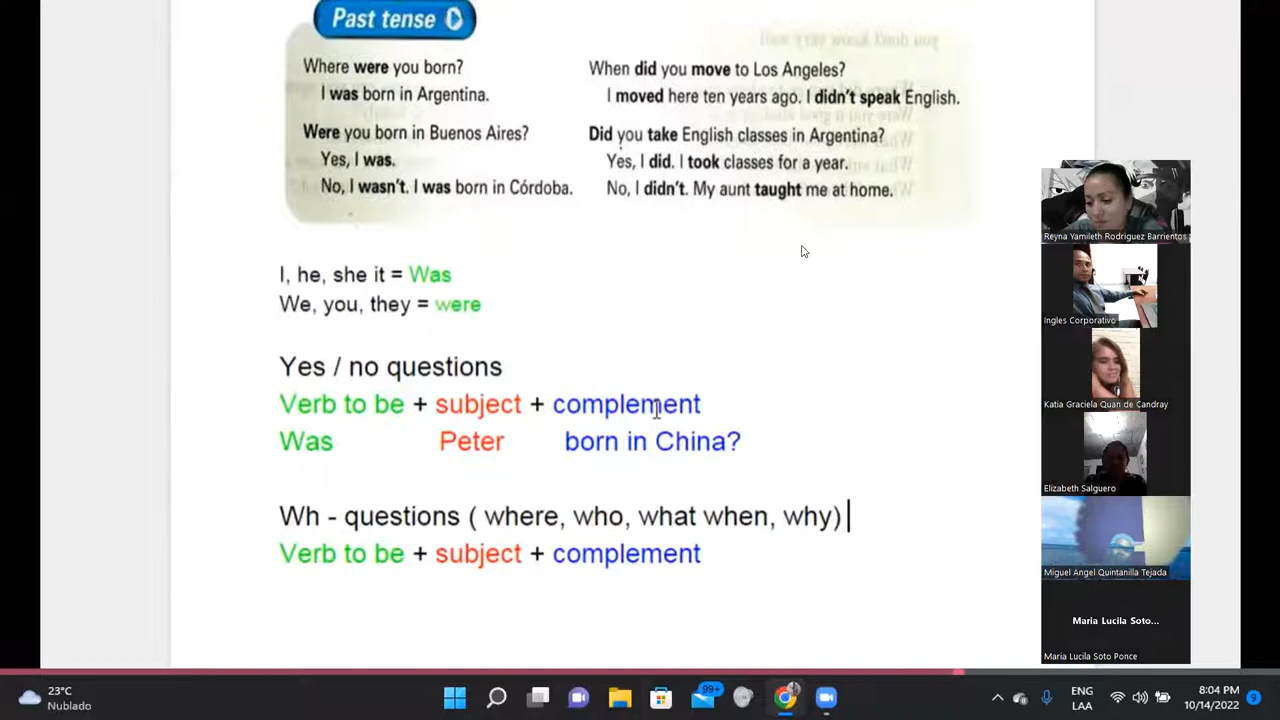 Past tense
Where were you born?
I was born in Argentina.
Were you born in Buenos Aires?
Yes, I was.
No, I wasn't. I was born in Córdoba.
When did you move to Los Angeles?
I moved here ten years ago. I didn't speak English.
Did you take English classes in Argentina?
Yes, I did. I took classes for a year.
No, I didn't. My aunt taught me at home.
I, he, she it = Was
We, you, they = were
Yes / no questions
Verb to be + subject + complement
Was Peter born in China?
Wh - questions ( where, who, what when, why)
Verb to be + subject + complement
Reyna Yamileth Rodriguez Barrientos
Ingles Corporativo
Katia Graciela Quan de Candray
Elizabeth Salguero
Miguel Angel Quintanilla Tejada
Maria Lucila Soto...
Maria Lucila Soto Ponce
23°C
Nublado
99+
ENG
LAA
8:04 PM
10/14/2022
9